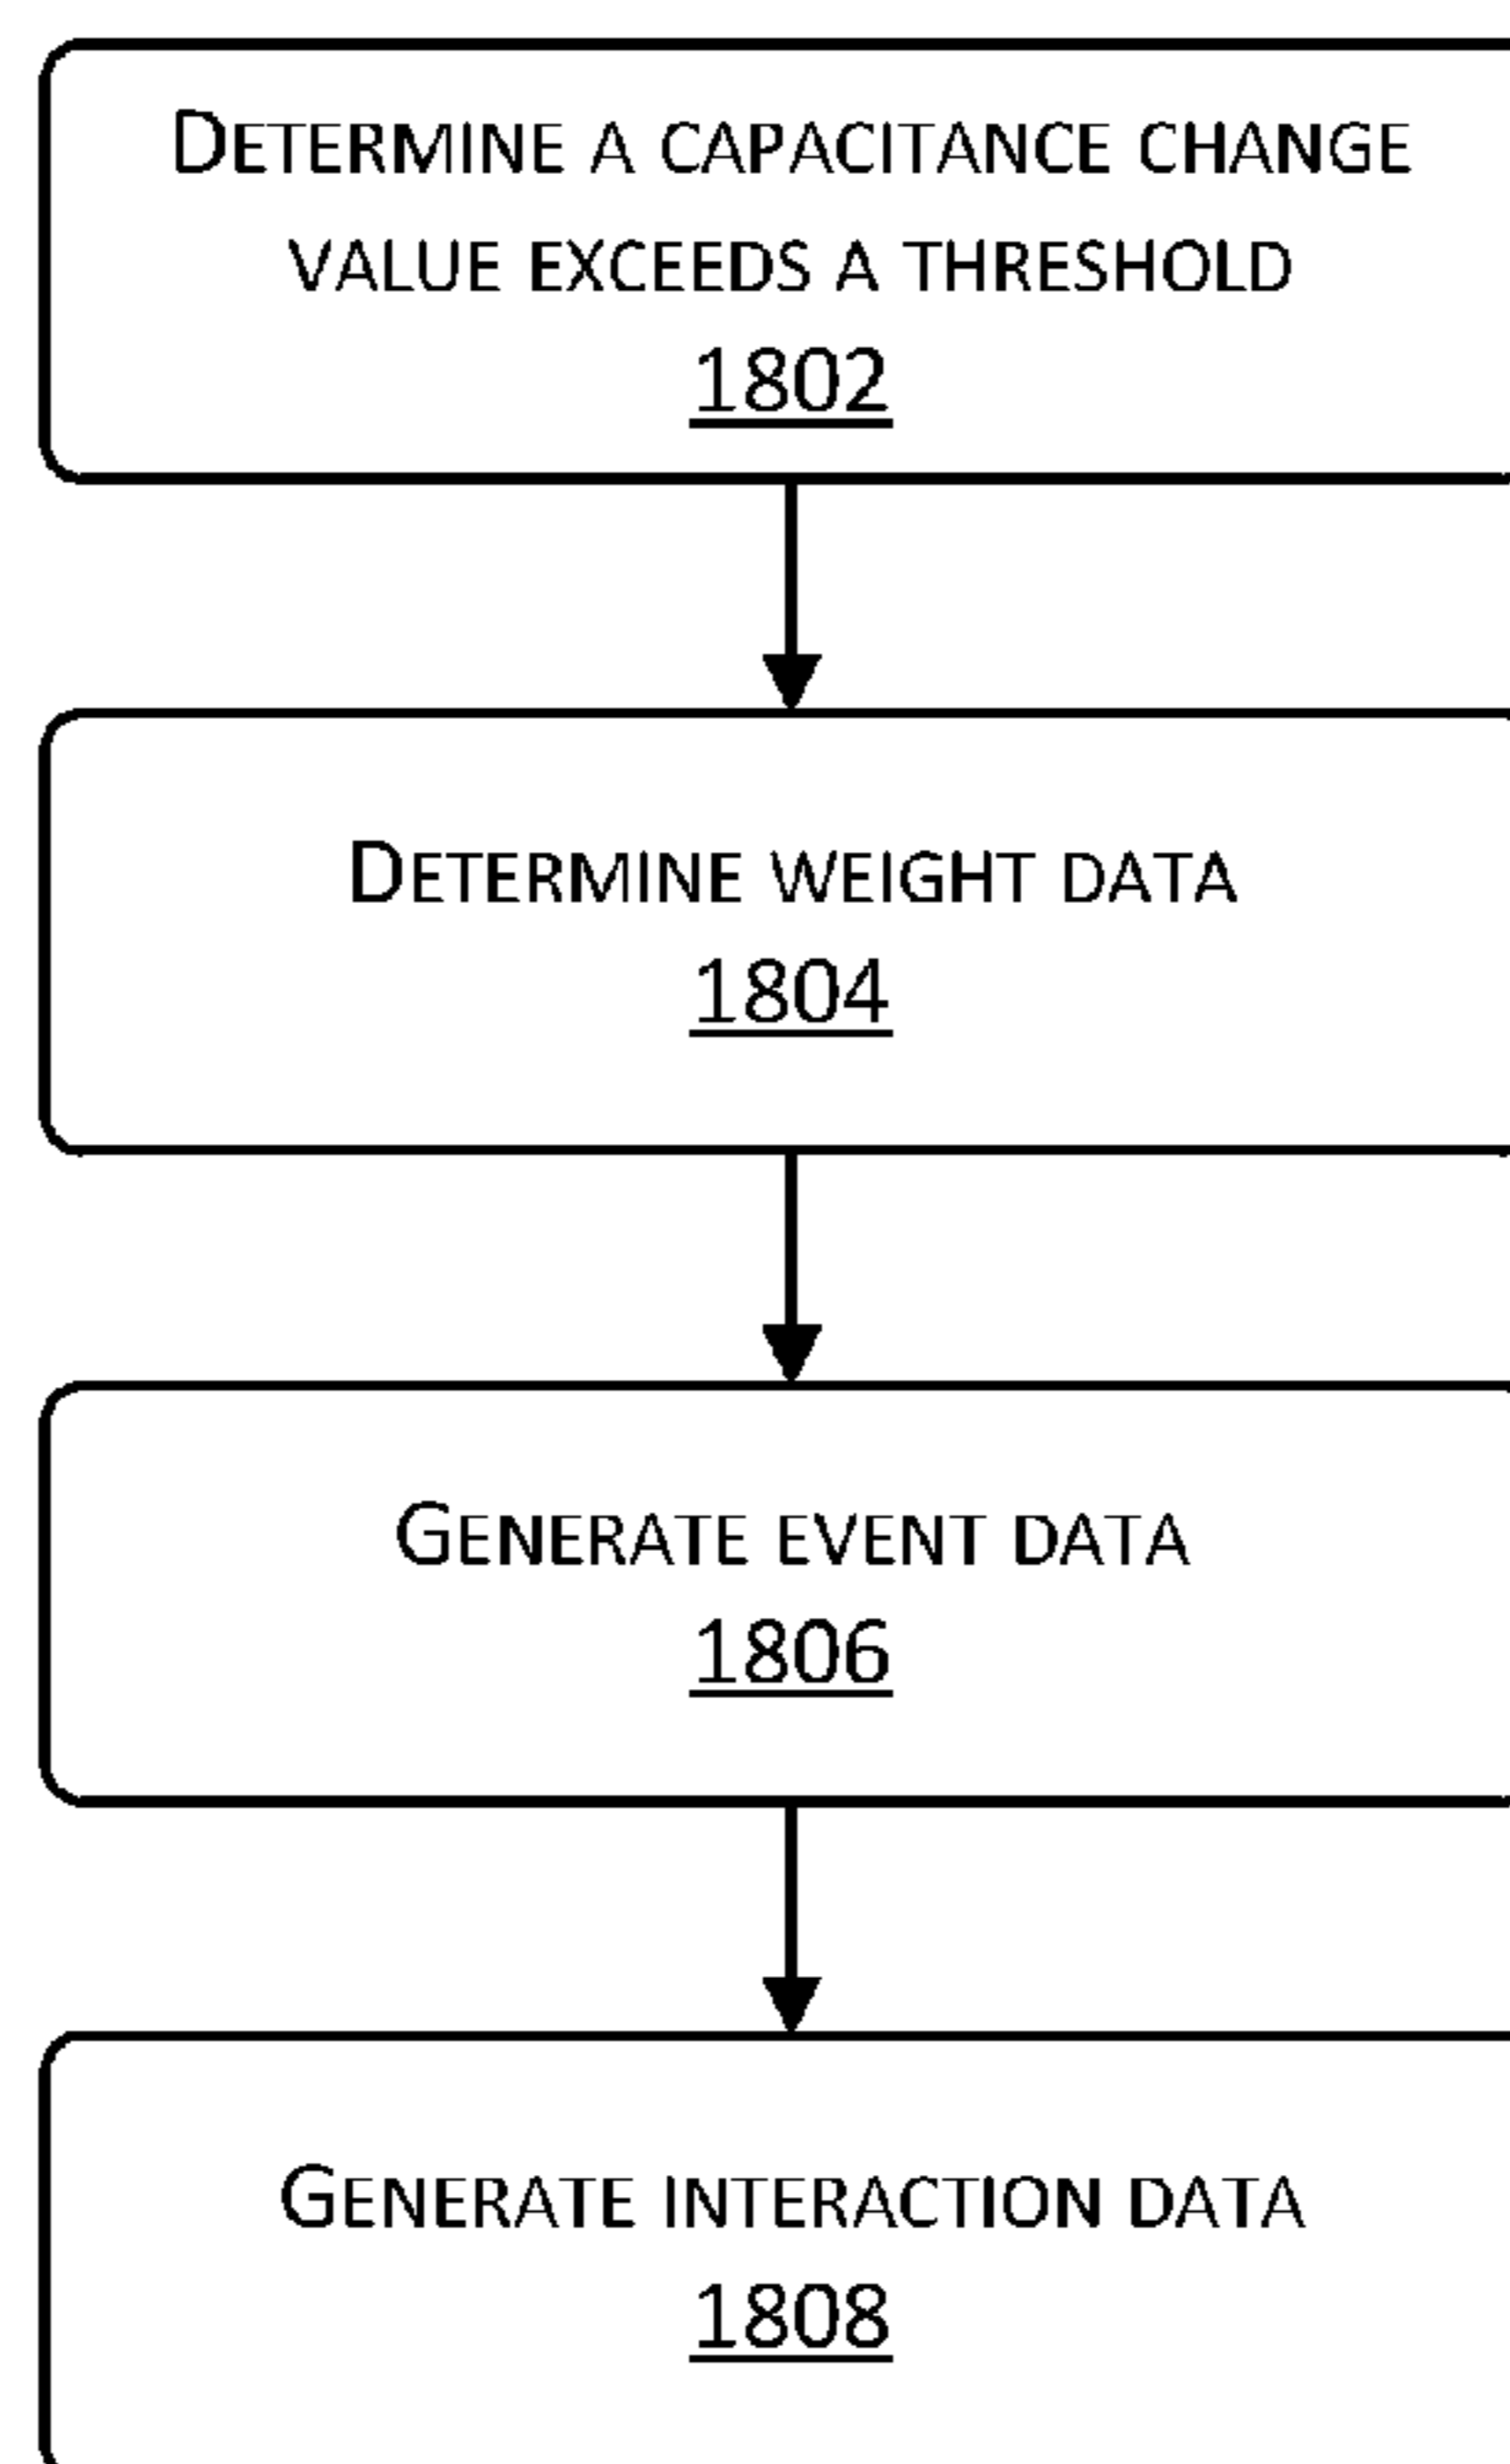 DETERMINE A CAPACITANCE CHANGE
VALUE EXCEEDS A THRESHOLD
1802
DETERMINE WEIGHT DATA
1804
GENERATE EVENT DATA
1806
GENERATE INTERACTION DATA
1808